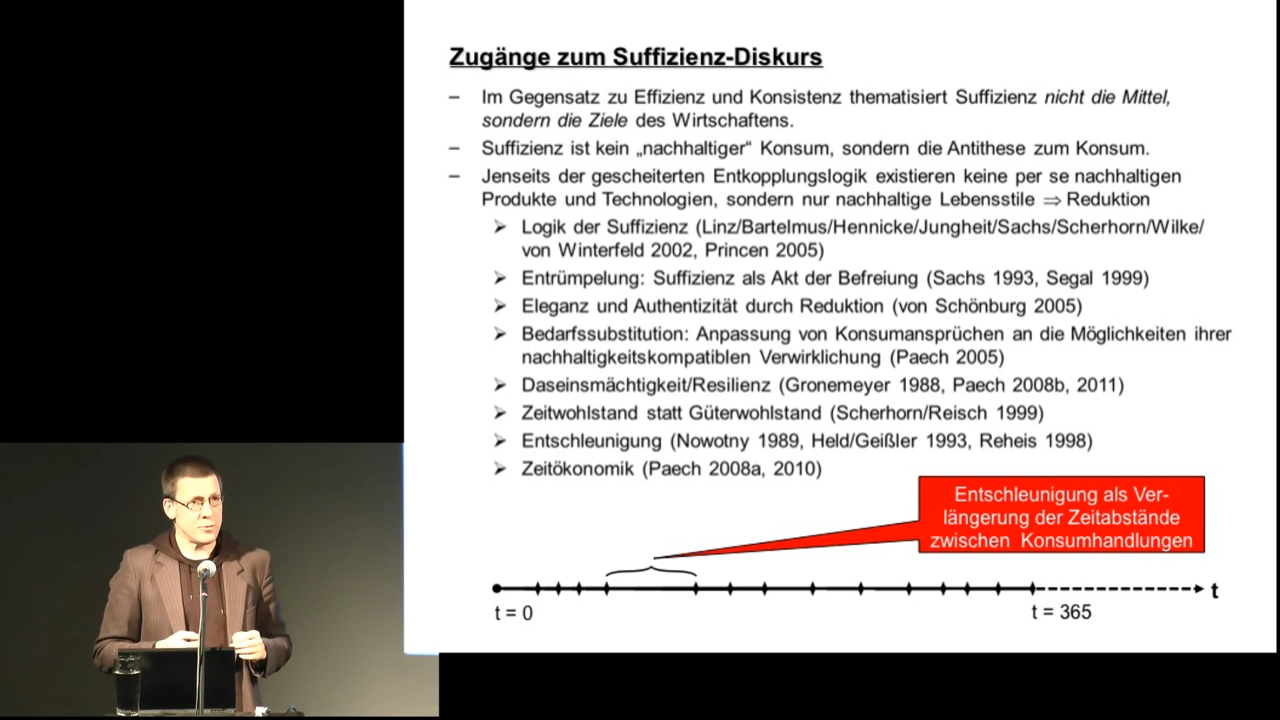 Zugänge zum Suffizienz-Diskurs
– Im Gegensatz zu Effizienz und Konsistenz thematisiert Suffizienz nicht die Mittel,
sondern die Ziele des Wirtschaftens.
– Suffizienz ist kein „nachhaltiger“ Konsum, sondern die Antithese zum Konsum.
– Jenseits der gescheiterten Entkopplungslogik existieren keine per se nachhaltigen
Produkte und Technologien, sondern nur nachhaltige Lebensstile ⇒ Reduktion
➢ Logik der Suffizienz (Linz/Bartelmus/Hennicke/Jungheit/Sachs/Scherhorn/Wilke/
von Winterfeld 2002, Princen 2005)
➢ Entrümpelung: Suffizienz als Akt der Befreiung (Sachs 1993, Segal 1999)
➢ Eleganz und Authentizität durch Reduktion (von Schönburg 2005)
➢ Bedarfssubstitution: Anpassung von Konsumansprüchen an die Möglichkeiten ihrer
nachhaltigkeitskompatiblen Verwirklichung (Paech 2005)
➢ Daseinsmächtigkeit/Resilienz (Gronemeyer 1988, Paech 2008b, 2011)
➢ Zeitwohlstand statt Güterwohlstand (Scherhorn/Reisch 1999)
➢ Entschleunigung (Nowotny 1989, Held/Geißler 1993, Reheis 1998)
➢ Zeitökonomik (Paech 2008a, 2010)
Entschleunigung als Ver-
längerung der Zeitabstände
zwischen Konsumhandlungen
t
t = 0
t = 365